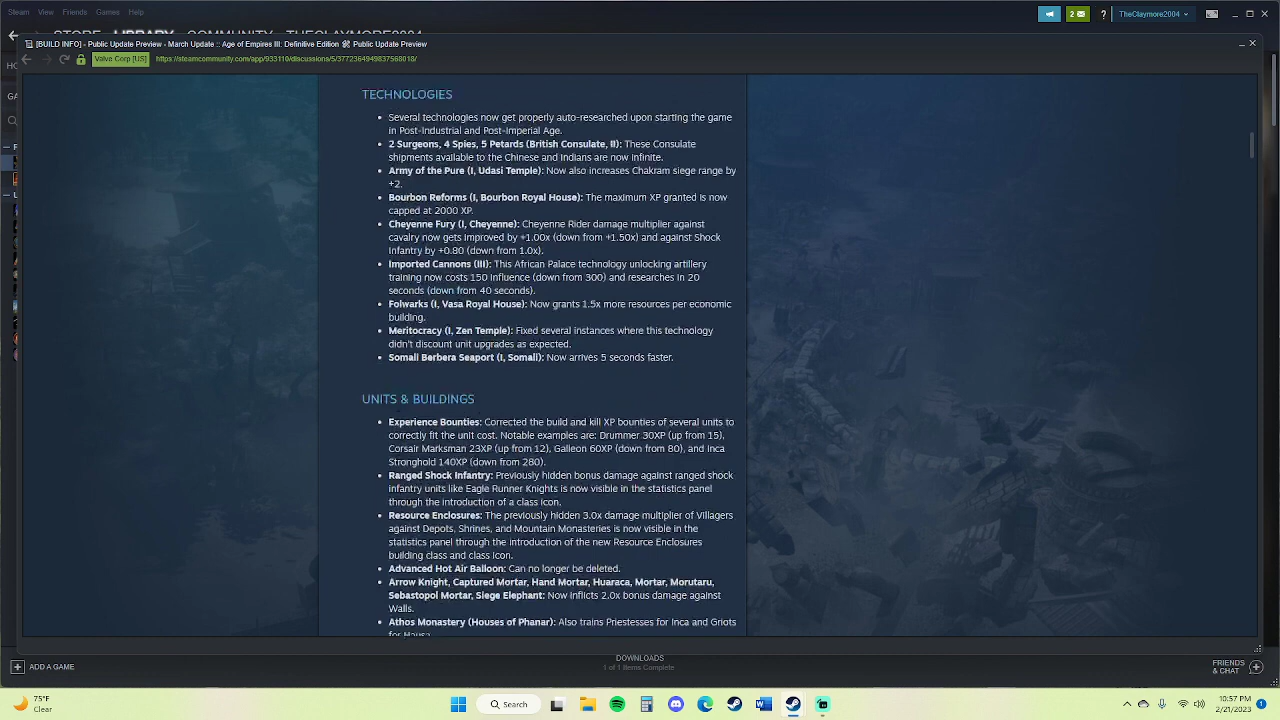 Steam View Friends Games Help
2
?
TheClaymore2004
STORE LIBRARY COMMUNITY THECLAYMORE2004
[BUILD INFO] - Public Update Preview - March Update :: Age of Empires III: Definitive Edition 🛠 Public Update Preview
Valve Corp [US] https://steamcommunity.com/app/933110/discussions/5/3772364949837568018/
TECHNOLOGIES
• Several technologies now get properly auto-researched upon starting the game
in Post-Industrial and Post-Imperial Age.
• 2 Surgeons, 4 Spies, 5 Petards (British Consulate, II): These Consulate
shipments available to the Chinese and Indians are now infinite.
• Army of the Pure (I, Udasi Temple): Now also increases Chakram siege range by
+2.
• Bourbon Reforms (I, Bourbon Royal House): The maximum XP granted is now
capped at 2000 XP.
• Cheyenne Fury (I, Cheyenne): Cheyenne Rider damage multiplier against
cavalry now gets improved by +1.00x (down from +1.50x) and against Shock
Infantry by +0.80 (down from 1.0x).
• Imported Cannons (III): This African Palace technology unlocking artillery
training now costs 150 Influence (down from 300) and researches in 20
seconds (down from 40 seconds).
• Folwarks (I, Vasa Royal House): Now grants 1.5x more resources per economic
building.
• Meritocracy (I, Zen Temple): Fixed several instances where this technology
didn't discount unit upgrades as expected.
• Somali Berbera Seaport (I, Somali): Now arrives 5 seconds faster.
UNITS & BUILDINGS
• Experience Bounties: Corrected the build and kill XP bounties of several units to
correctly fit the unit cost. Notable examples are: Drummer 30XP (up from 15),
Corsair Marksman 23XP (up from 12), Galleon 60XP (down from 80), and Inca
Stronghold 140XP (down from 280).
• Ranged Shock Infantry: Previously hidden bonus damage against ranged shock
infantry units like Eagle Runner Knights is now visible in the statistics panel
through the introduction of a class icon.
• Resource Enclosures: The previously hidden 3.0x damage multiplier of Villagers
against Depots, Shrines, and Mountain Monasteries is now visible in the
statistics panel through the introduction of the new Resource Enclosures
building class and class icon.
• Advanced Hot Air Balloon: Can no longer be deleted.
• Arrow Knight, Captured Mortar, Hand Mortar, Huaraca, Mortar, Morutaru,
Sebastopol Mortar, Siege Elephant: Now inflicts 2.0x bonus damage against
Walls.
• Athos Monastery (Houses of Phanar): Also trains Priestesses for Inca and Griots
for Hausa
ADD A GAME
DOWNLOADS
1 of 1 Items Complete
FRIENDS
& CHAT
75°F
Clear
Search
10:37 PM
2/21/2023
1